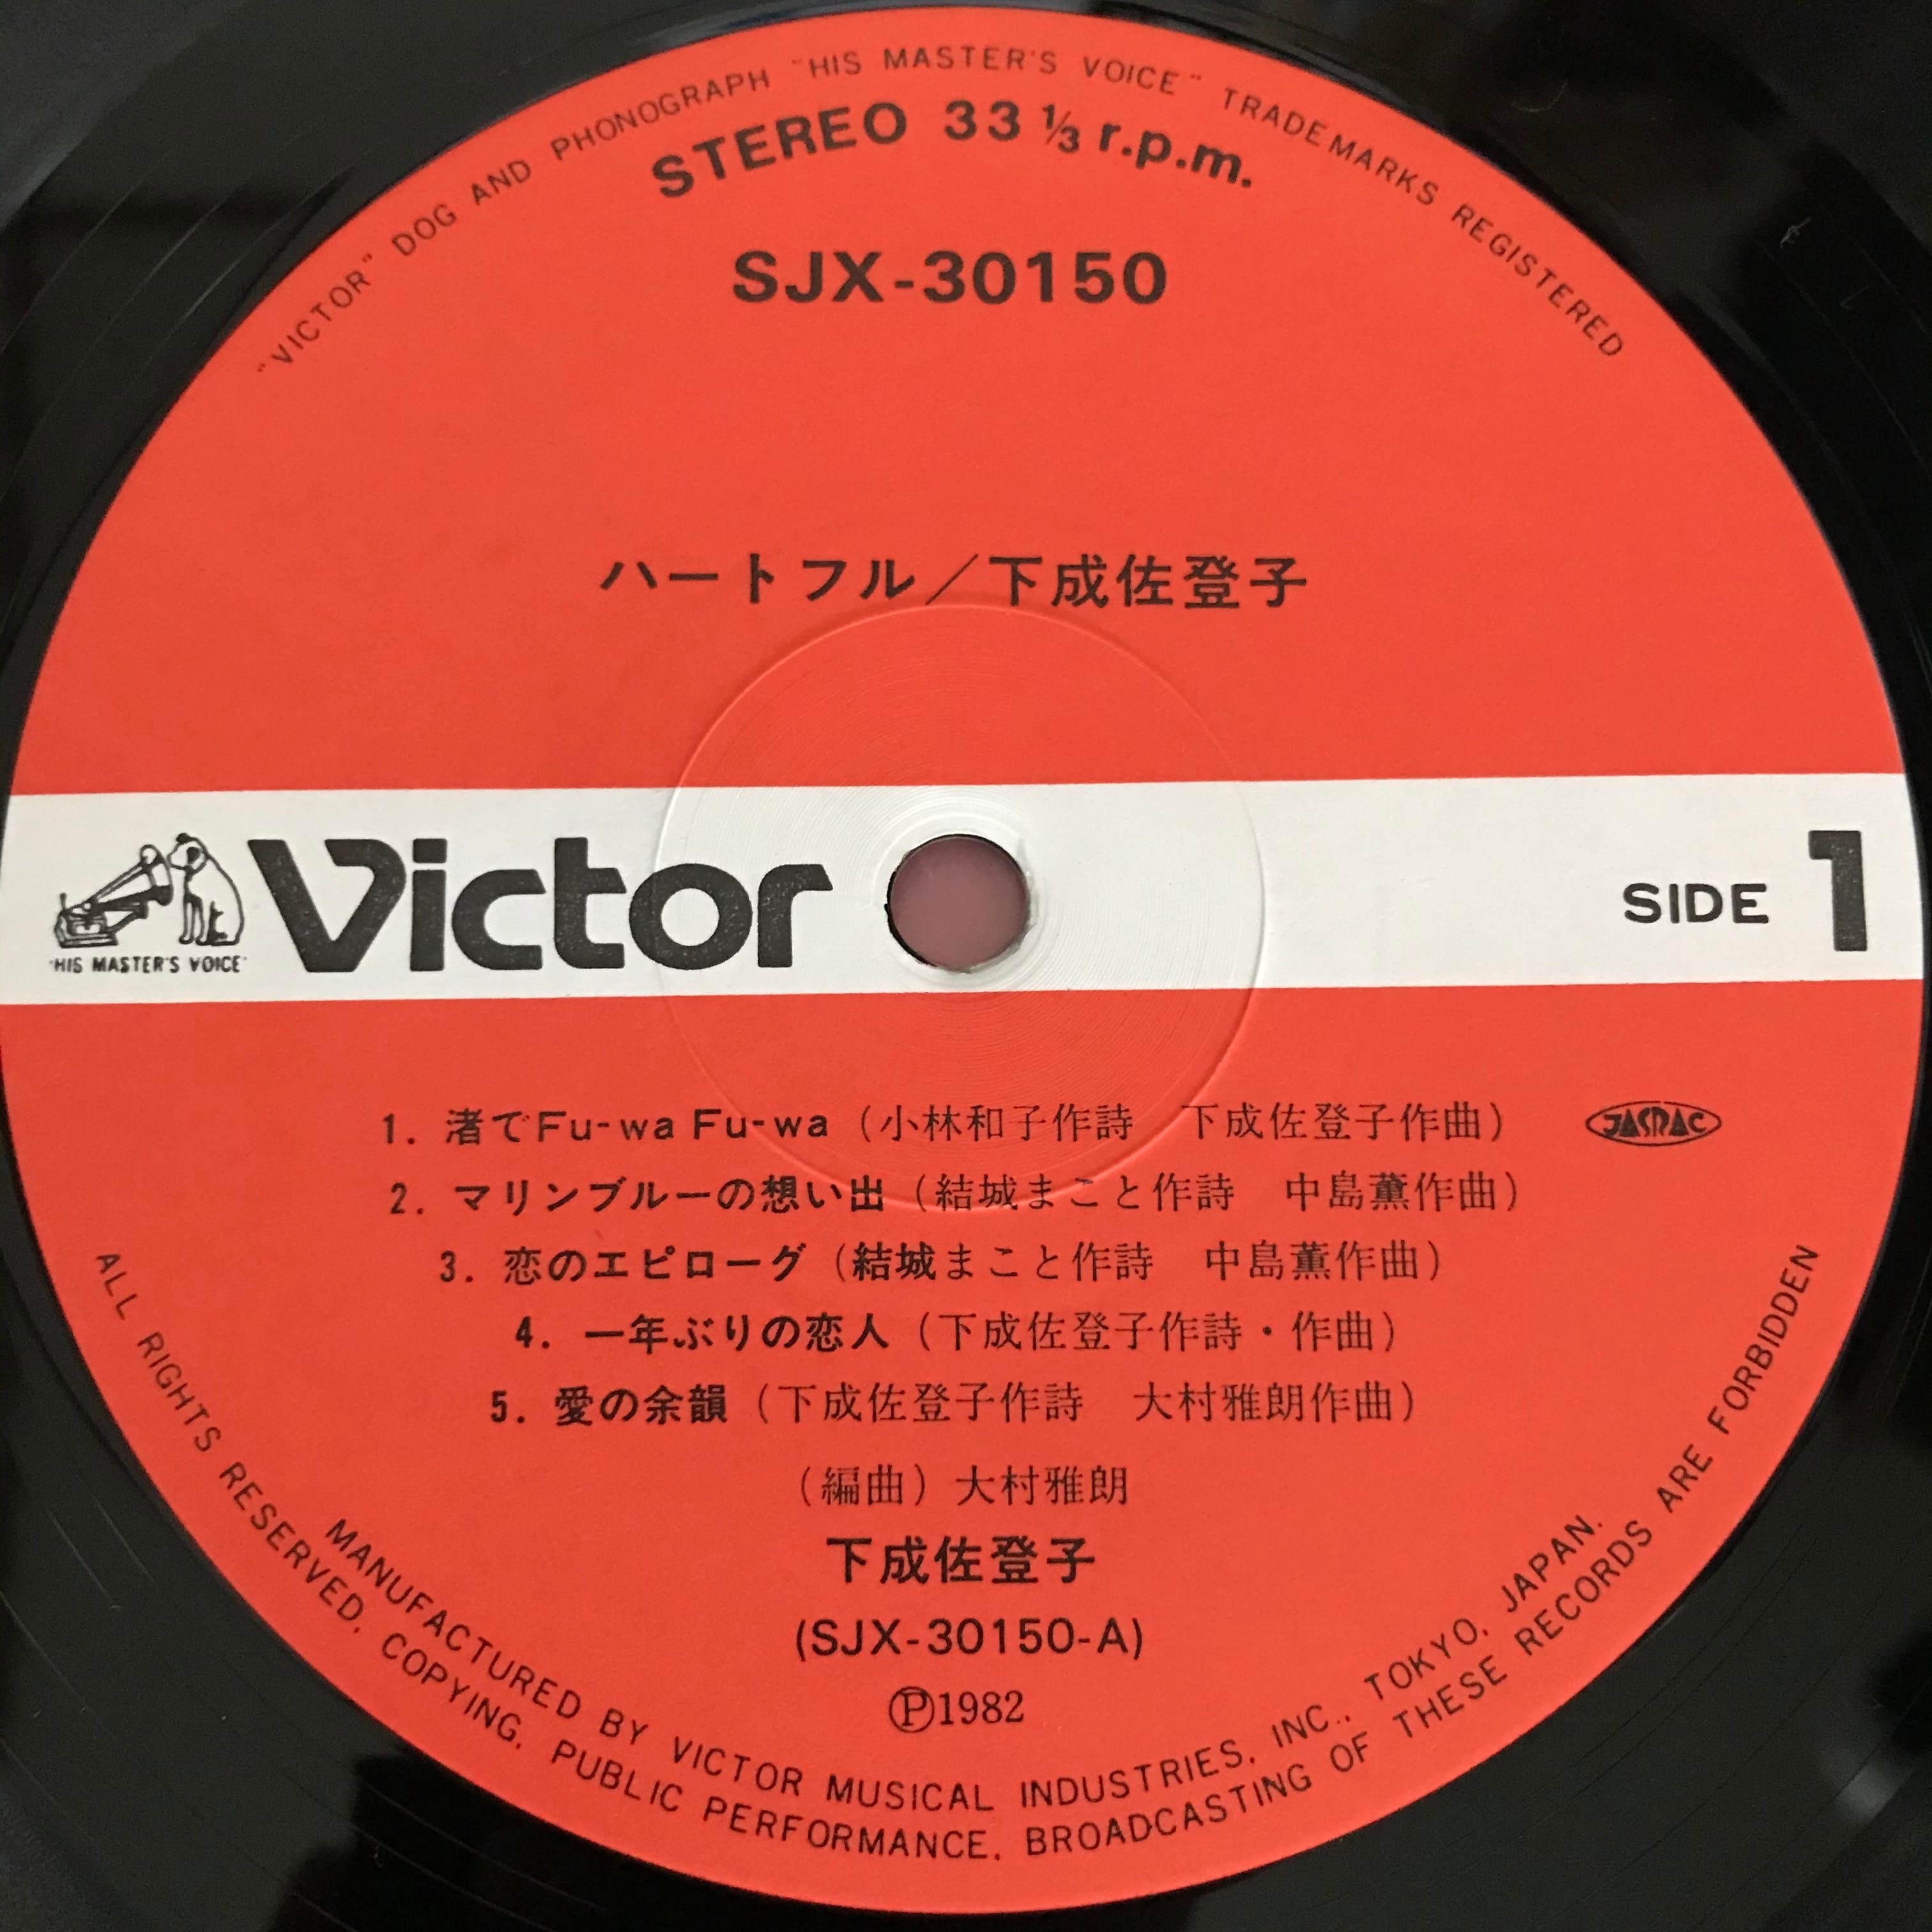 "VICTOR" DOG AND PHONOGRAPH "HIS MASTER'S VOICE" TRADEMARKS REGISTERED
STEREO 33 ⅓ r.p.m.
SJX-30150
ハートフル／下成佐登子
"HIS MASTER'S VOICE"
Victor
SIDE 1
1. 渚でFu-wa Fu-wa（小林和子作詩　下成佐登子作曲）
JASRAC
2. マリンブルーの想い出（結城まこと作詩　中島薫作曲）
3. 恋のエピローグ（結城まこと作詩　中島薫作曲）
4. 一年ぶりの恋人（下成佐登子作詩・作曲）
5. 愛の余韻（下成佐登子作詩　大村雅朗作曲）
（編曲）大村雅朗
下成佐登子
(SJX-30150-A)
Ⓟ1982
MANUFACTURED BY VICTOR MUSICAL INDUSTRIES, INC., TOKYO, JAPAN.
ALL RIGHTS RESERVED, COPYING, PUBLIC PERFORMANCE, BROADCASTING OF THESE RECORDS ARE FORBIDDEN